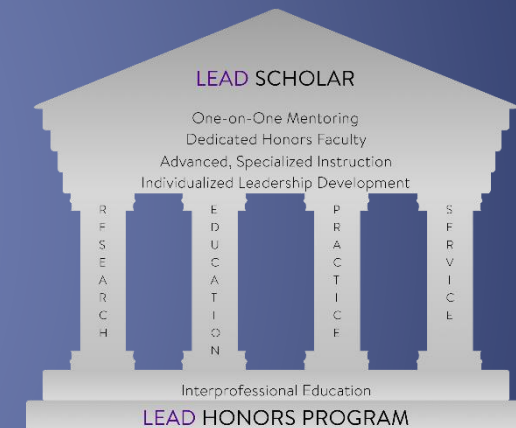 LEAD SCHOLAR
One-on-One Mentoring
Dedicated Honors Faculty
Advanced, Specialized Instruction
Individualized Leadership Development
RESEARCH
EDUCATION
PRACTICE
SERVICE
Interprofessional Education
LEAD HONORS PROGRAM